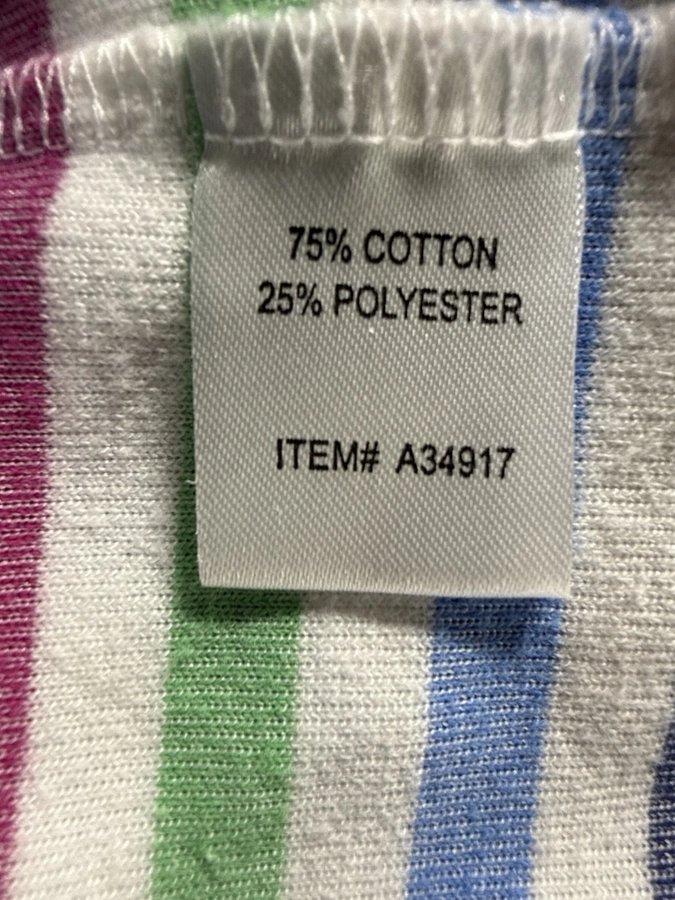 75% COTTON
25% POLYESTER
ITEM# A34917